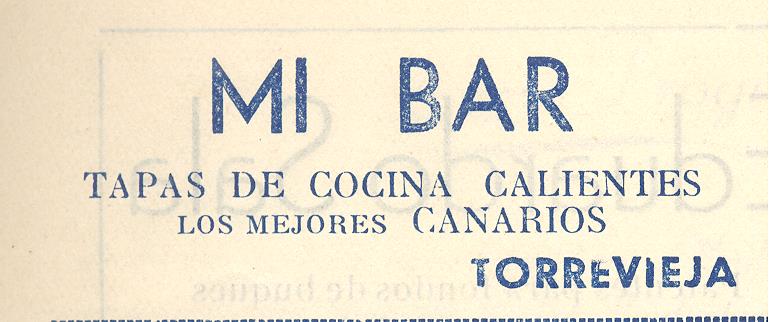 MI BAR
TAPAS DE COCINA CALIENTES
LOS MEJORES CANARIOS
TORREVIEJA